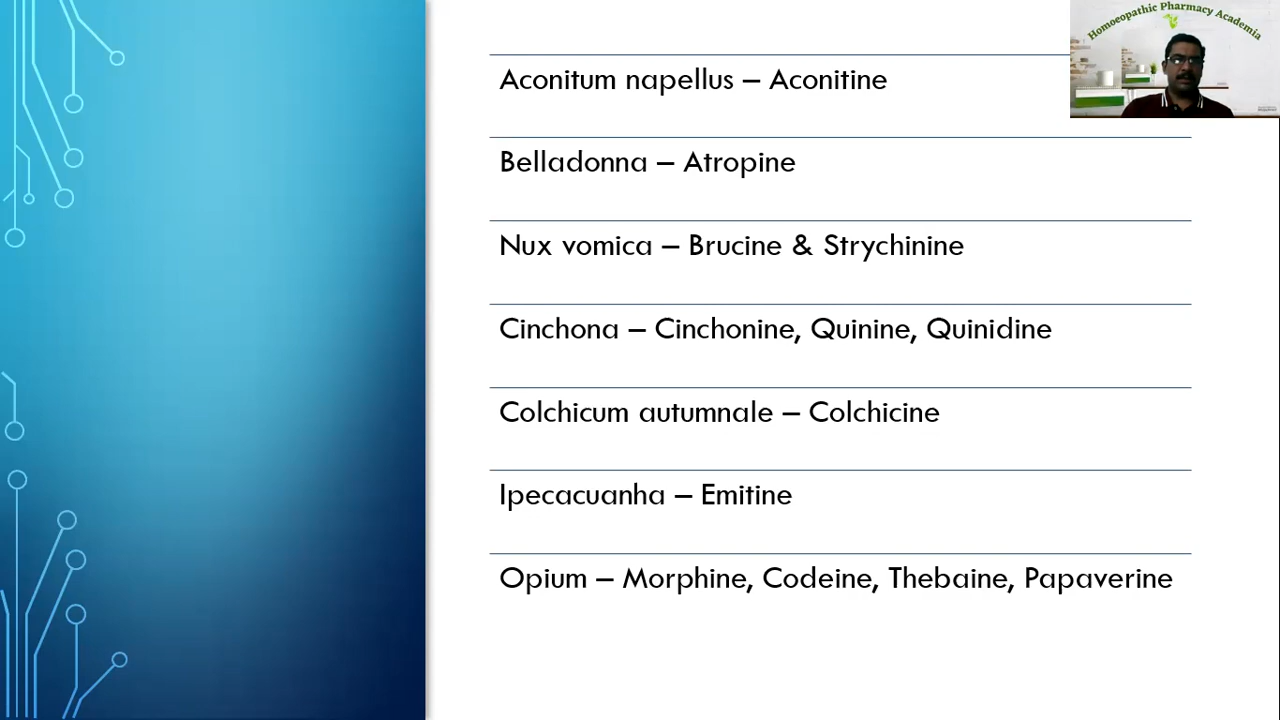 Homoeopathic Pharmacy Academia
Aconitum napellus – Aconitine
Belladonna – Atropine
Nux vomica – Brucine & Strychinine
Cinchona – Cinchonine, Quinine, Quinidine
Colchicum autumnale – Colchicine
Ipecacuanha – Emitine
Opium – Morphine, Codeine, Thebaine, Papaverine